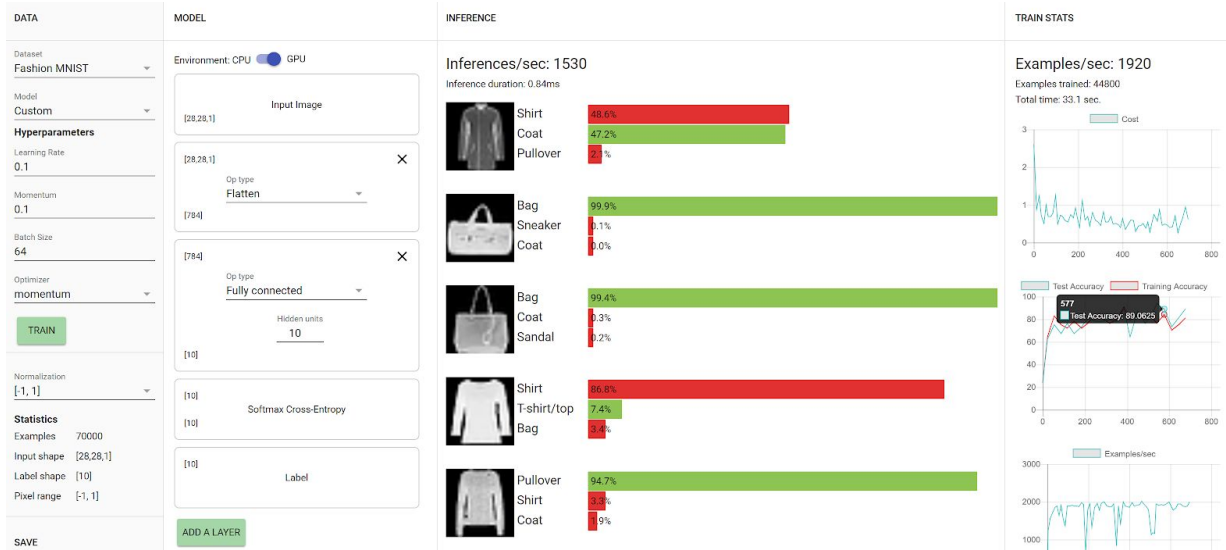 DATA
Dataset
Fashion MNIST
Model
Custom
Hyperparameters
Learning Rate
0.1
Momentum
0.1
Batch Size
64
Optimizer
momentum
TRAIN
Normalization
[-1, 1]
Statistics
Examples 70000
Input shape [28,28,1]
Label shape [10]
Pixel range [-1, 1]
SAVE
MODEL
Environment: CPU GPU
Input Image
[28,28,1]
[28,28,1]
Op type
Flatten
[784]
[784]
Op type
Fully connected
Hidden units
10
[10]
[10]
Softmax Cross-Entropy
[10]
[10]
Label
ADD A LAYER
INFERENCE
Inferences/sec: 1530
Inference duration: 0.84ms
Shirt 48.6%
Coat 47.2%
Pullover 2.1%
Bag 99.9%
Sneaker 0.1%
Coat 0.0%
Bag 99.4%
Coat 0.3%
Sandal 0.2%
Shirt 86.8%
T-shirt/top 7.4%
Bag 3.4%
Pullover 94.7%
Shirt 3.3%
Coat 1.9%
TRAIN STATS
Examples/sec: 1920
Examples trained: 44800
Total time: 33.1 sec.
Cost
3
2
1
0
0 200 400 600 800
Test Accuracy Training Accuracy
100
577
Test Accuracy: 89.0625
80
60
40
20
0
0 200 400 600 800
Examples/sec
3000
2000
1000